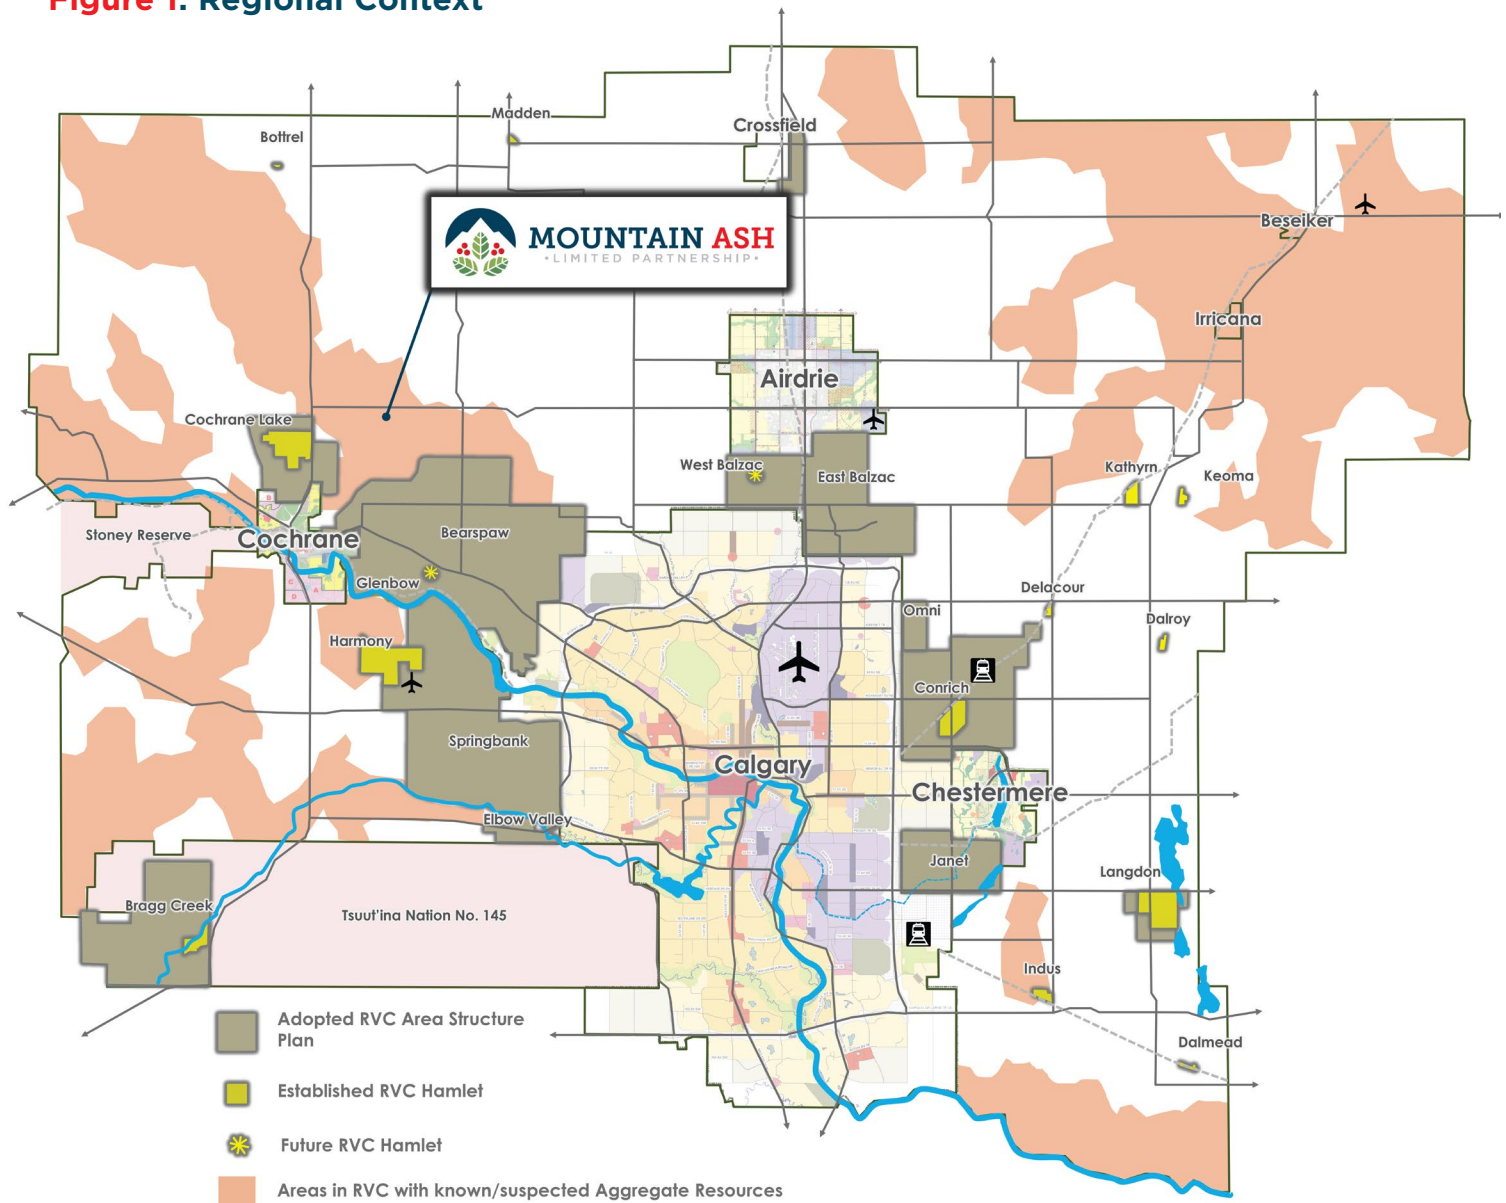 Figure 1. Regional Context
Madden
Bottrel
Crossfield
MOUNTAIN ASH
•LIMITED PARTNERSHIP•
Beseiker
Irricana
Airdrie
Cochrane Lake
West Balzac
East Balzac
Kathyrn
Keoma
Stoney Reserve
Cochrane
Bearspaw
Glenbow
Delacour
Omni
Dalroy
Harmony
Conrich
Springbank
Calgary
Chestermere
Elbow Valley
Janet
Langdon
Bragg Creek
Tsuut'ina Nation No. 145
Indus
Dalmead
Adopted RVC Area Structure
Plan
Established RVC Hamlet
Future RVC Hamlet
Areas in RVC with known/suspected Aggregate Resources